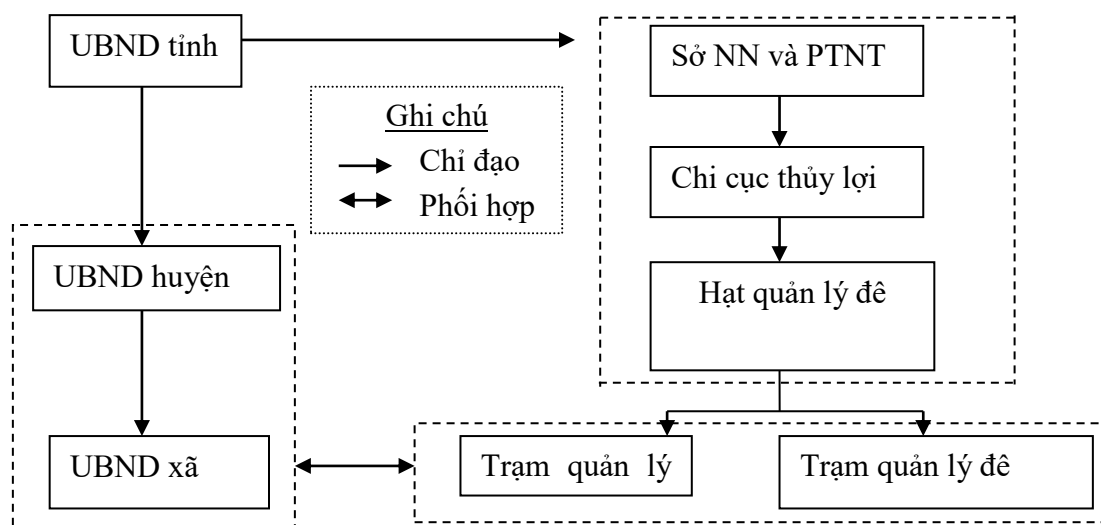 UBND tỉnh
Sở NN và PTNT
Ghi chú
Chỉ đạo
Phối hợp
Chi cục thủy lợi
UBND huyện
Hạt quản lý đê
UBND xã
Trạm quản lý
Trạm quản lý đê